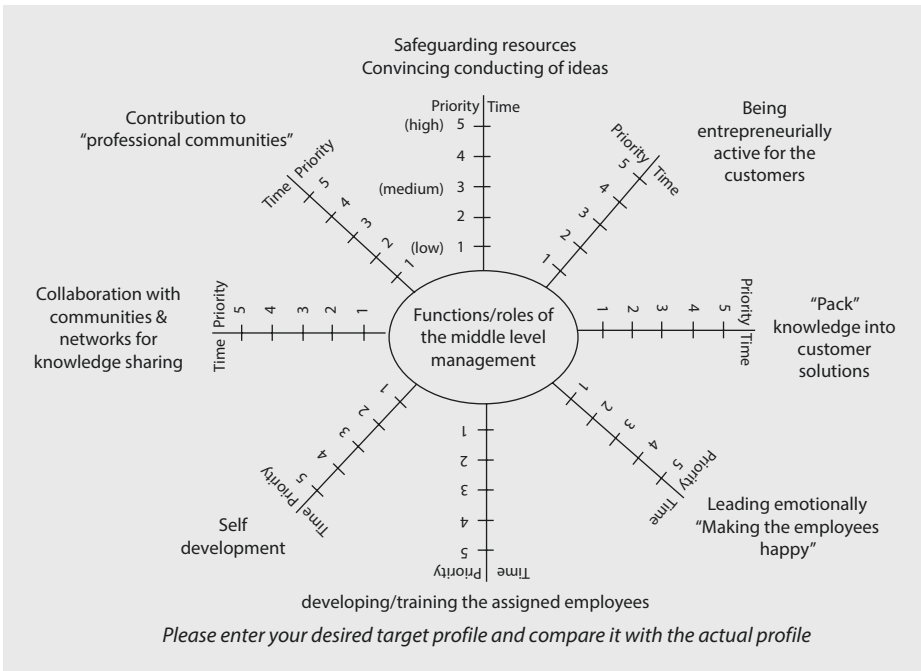 Safeguarding resources
Convincing conducting of ideas
Priority Time
(high) 5
4
(medium) 3
2
(low) 1
Being
entrepreneurially
active for the
customers
Priority Time
5
4
3
2
1
"Pack"
knowledge into
customer
solutions
Priority Time
1 2 3 4 5
Leading emotionally
"Making the employees
happy"
Priority Time
1
2
3
4
5
developing/training the assigned employees
1
2
3
4
5
Priority Time
Self
development
1
2
3
4
5
Priority Time
Collaboration with
communities &
networks for
knowledge sharing
Time Priority
5 4 3 2 1
Contribution to
"professional communities"
Time Priority
5
4
3
2
1
Functions/roles of
the middle level
management
Please enter your desired target profile and compare it with the actual profile